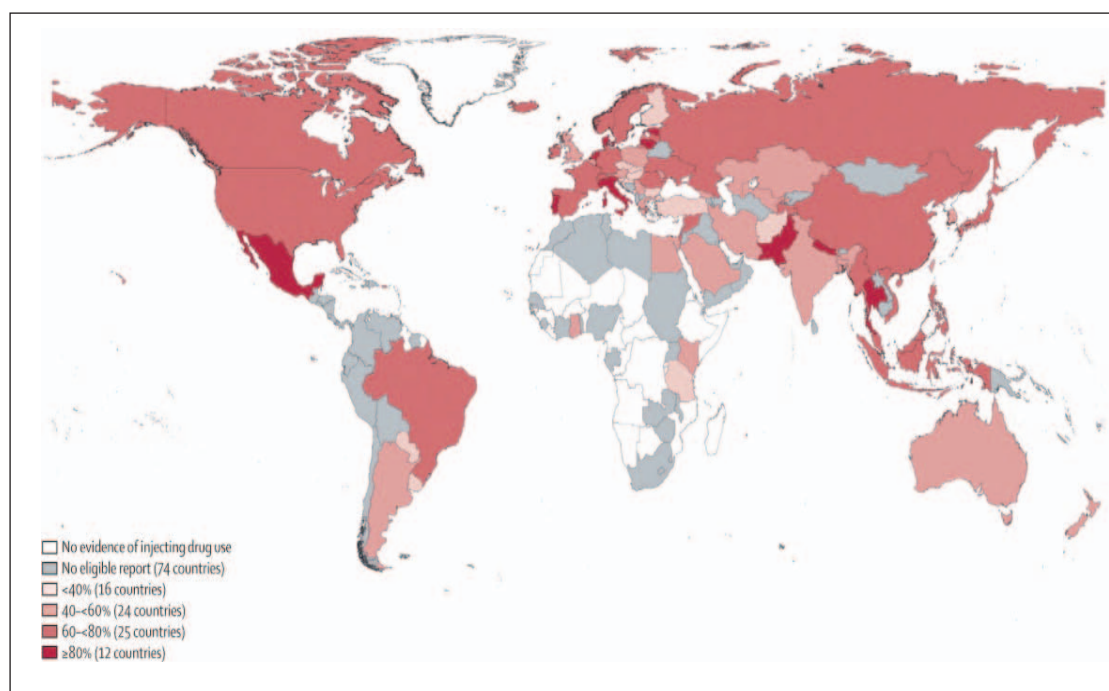 No evidence of injecting drug use
No eligible report (74 countries)
<40% (16 countries)
40–<60% (24 countries)
60–<80% (25 countries)
≥80% (12 countries)